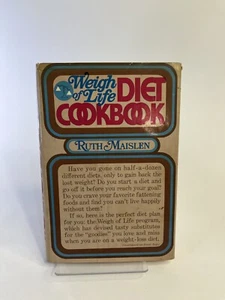 Weigh
of Life DIET
COOKBOOK
RUTH MAISLEN
Have you gone on half-a-dozen
different diets, only to gain back the
lost weight? Do you start a diet and
go off it before you reach your goal?
Do you crave your favorite fattening
foods and find you can't live happily
without them?
If so, here is the perfect diet plan
for you: the Weigh of Life program,
which has devised tasty substitutes
for the "goodies" you love and miss
when you are on a weight-loss diet.